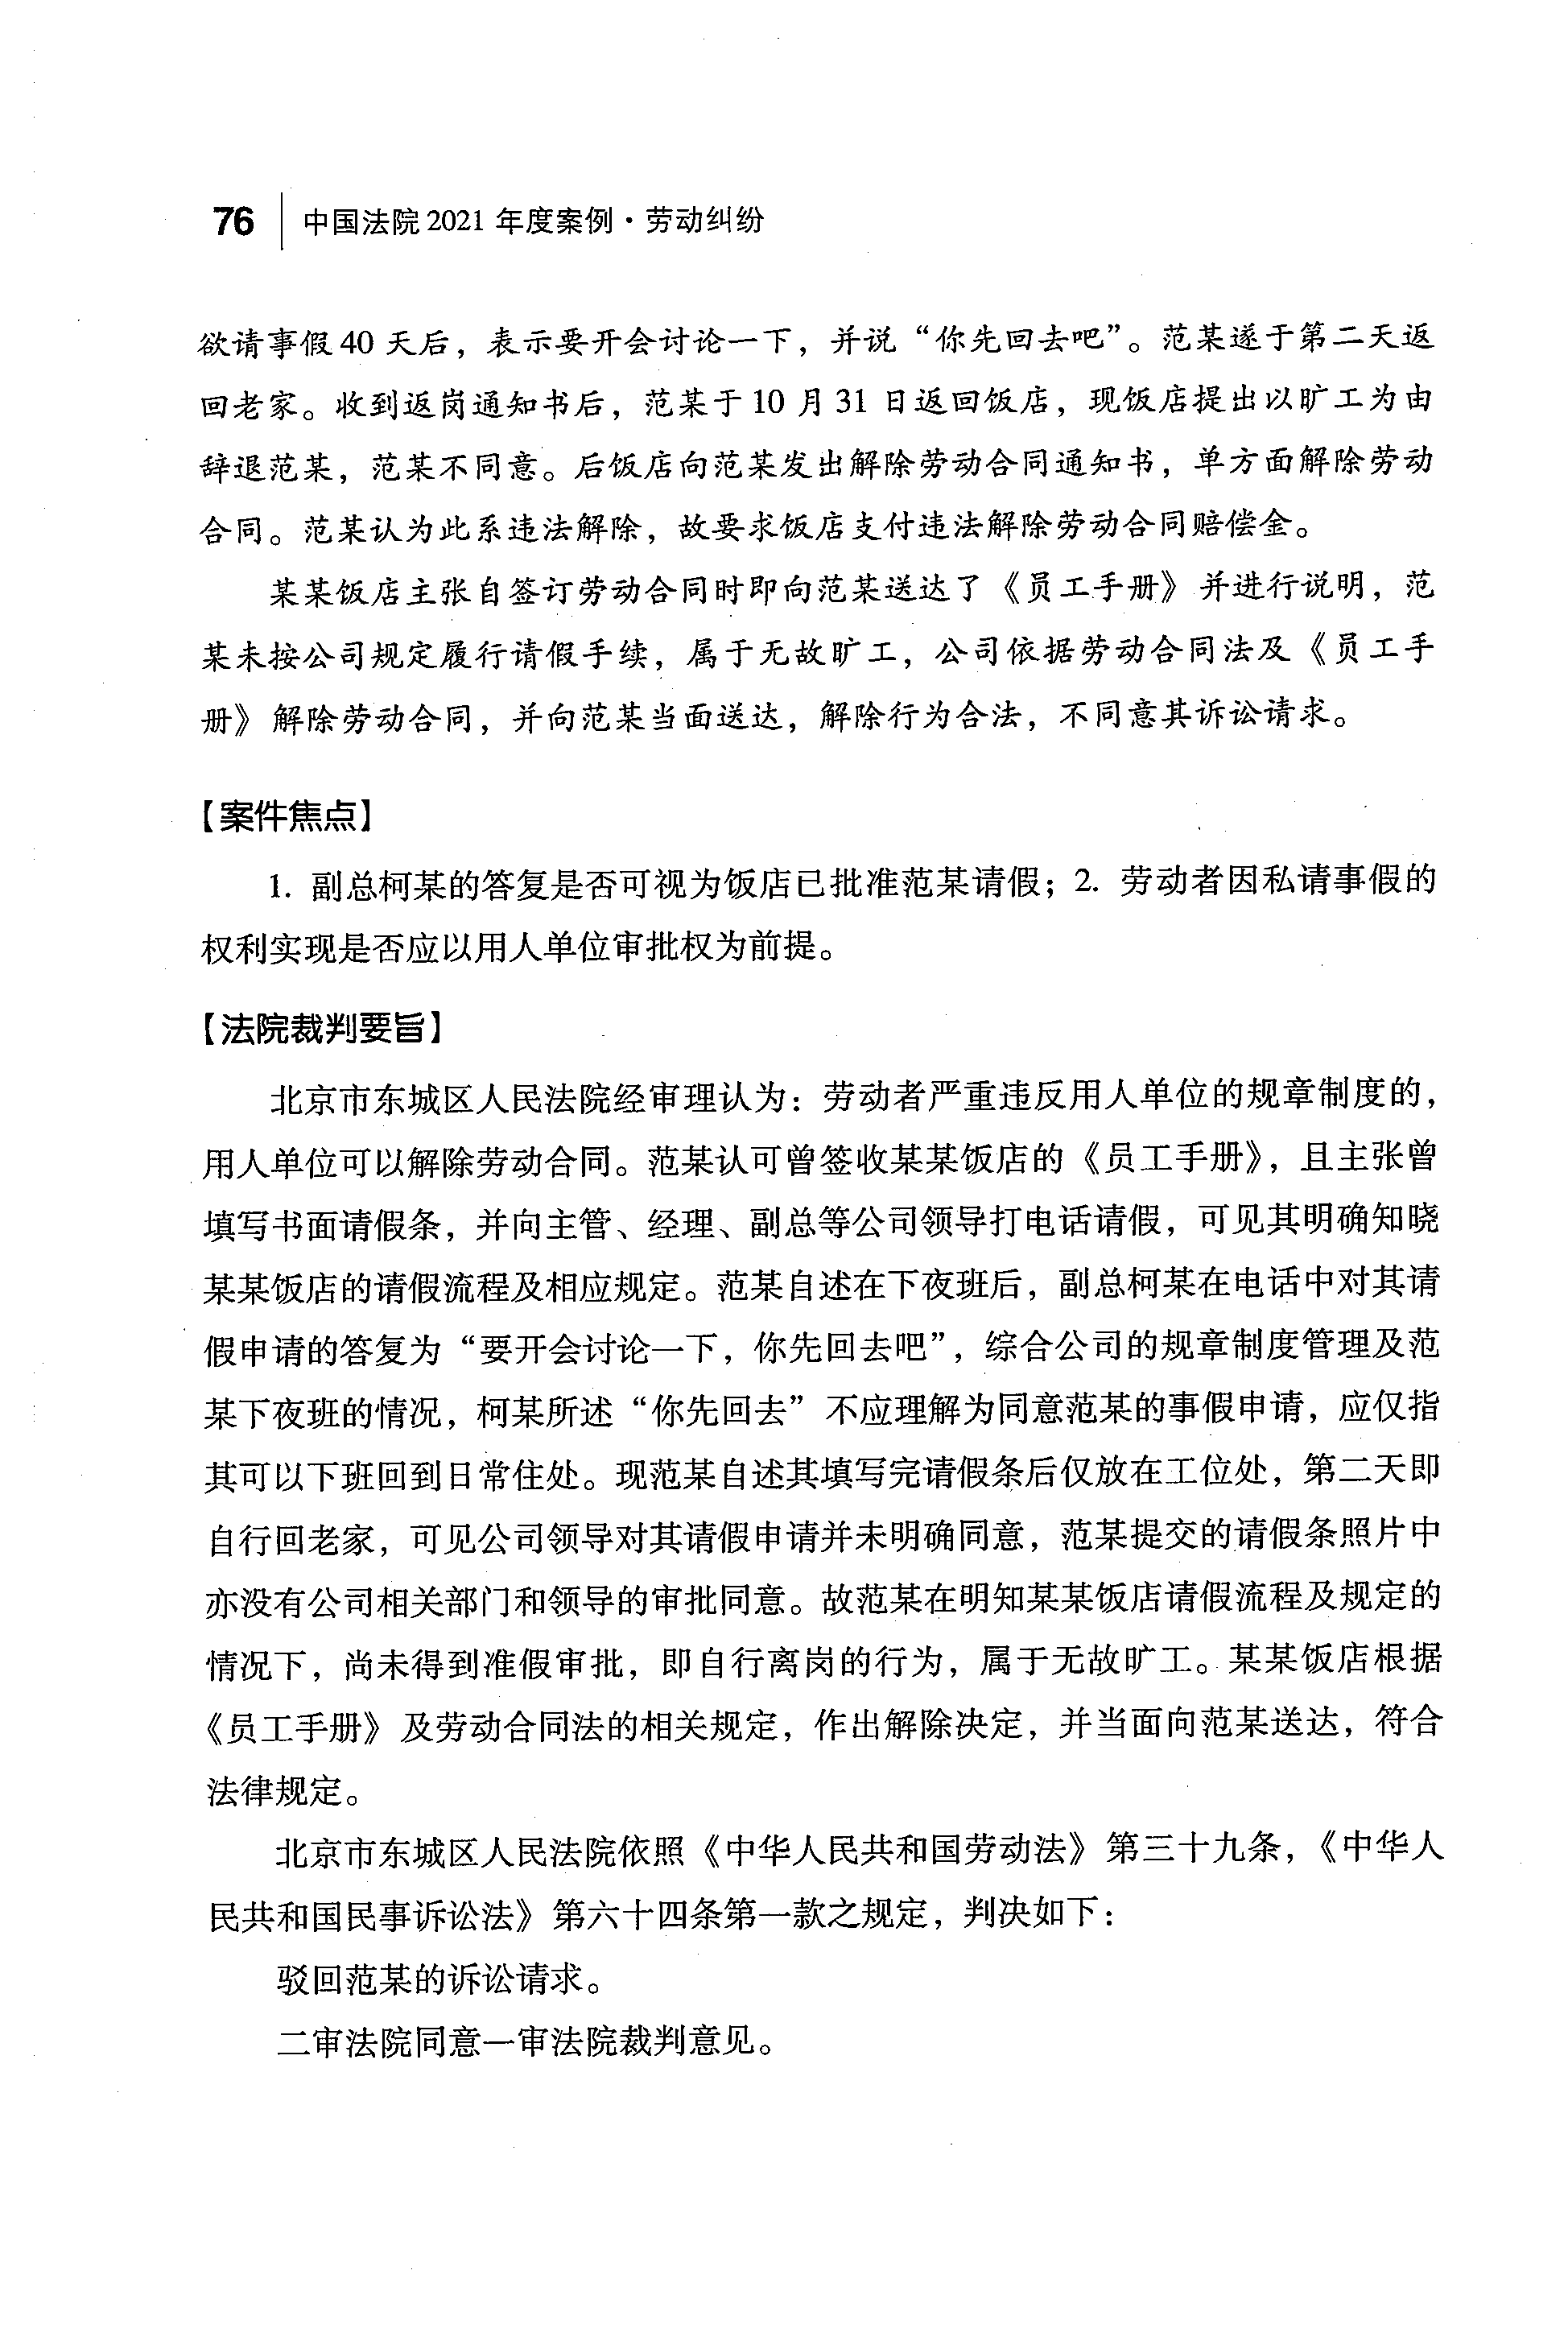 76 中国法院 2021 年度案例·劳动纠纷
欲请事假 40 天后，表示要开会讨论一下，并说“你先回去吧”。范某遂于第二天返
回老家。收到返岗通知书后，范某于 10 月 31 日返回饭店，现饭店提出以旷工为由
辞退范某，范某不同意。后饭店向范某发出解除劳动合同通知书，单方面解除劳动
合同。范某认为此系违法解除，故要求饭店支付违法解除劳动合同赔偿金。
某某饭店主张自签订劳动合同时即向范某送达了《员工手册》并进行说明，范
某未按公司规定履行请假手续，属于无故旷工，公司依据劳动合同法及《员工手
册》解除劳动合同，并向范某当面送达，解除行为合法，不同意其诉讼请求。
【案件焦点】
1. 副总柯某的答复是否可视为饭店已批准范某请假；2. 劳动者因私请事假的
权利实现是否应以用人单位审批权为前提。
【法院裁判要旨】
北京市东城区人民法院经审理认为：劳动者严重违反用人单位的规章制度的，
用人单位可以解除劳动合同。范某认可曾签收某某饭店的《员工手册》，且主张曾
填写书面请假条，并向主管、经理、副总等公司领导打电话请假，可见其明确知晓
某某饭店的请假流程及相应规定。范某自述在下夜班后，副总柯某在电话中对其请
假申请的答复为“要开会讨论一下，你先回去吧”，综合公司的规章制度管理及范
某下夜班的情况，柯某所述“你先回去”不应理解为同意范某的事假申请，应仅指
其可以下班回到日常住处。现范某自述其填写完请假条后仅放在工位处，第二天即
自行回老家，可见公司领导对其请假申请并未明确同意，范某提交的请假条照片中
亦没有公司相关部门和领导的审批同意。故范某在明知某某饭店请假流程及规定的
情况下，尚未得到准假审批，即自行离岗的行为，属于无故旷工。某某饭店根据
《员工手册》及劳动合同法的相关规定，作出解除决定，并当面向范某送达，符合
法律规定。
北京市东城区人民法院依照《中华人民共和国劳动法》第三十九条，《中华人
民共和国民事诉讼法》第六十四条第一款之规定，判决如下：
驳回范某的诉讼请求。
二审法院同意一审法院裁判意见。